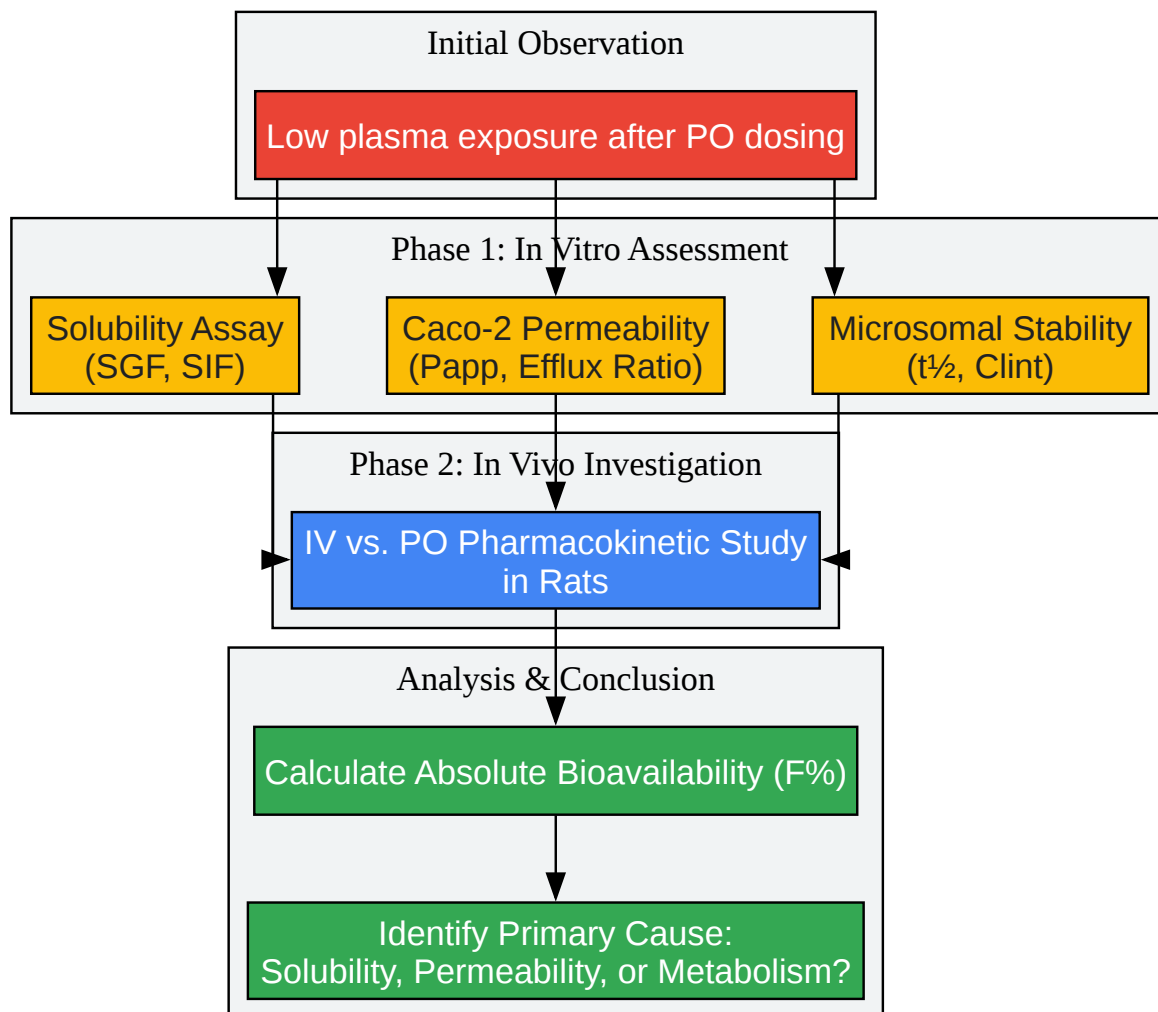 Initial Observation
Low plasma exposure after PO dosing
Phase 1: In Vitro Assessment
Solubility Assay
(SGF, SIF)
Caco-2 Permeability
(Papp, Efflux Ratio)
Microsomal Stability
(t½, Clint)
Phase 2: In Vivo Investigation
IV vs. PO Pharmacokinetic Study
in Rats
Analysis & Conclusion
Calculate Absolute Bioavailability (F%)
Identify Primary Cause:
Solubility, Permeability, or Metabolism?